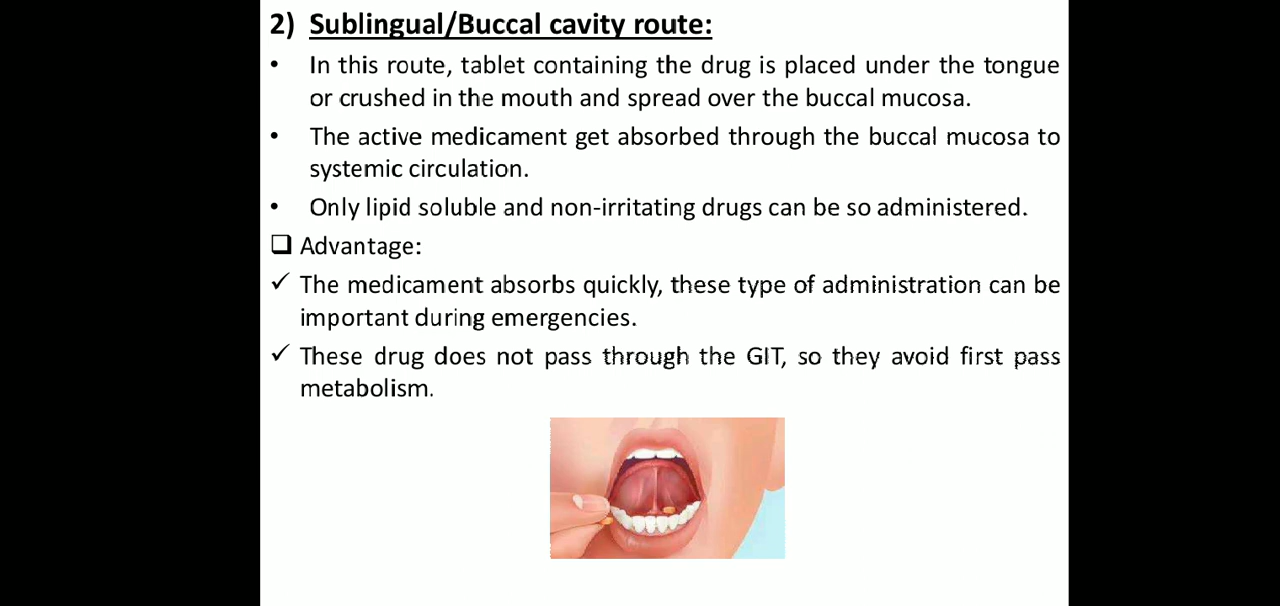 2) Sublingual/Buccal cavity route:
• In this route, tablet containing the drug is placed under the tongue
or crushed in the mouth and spread over the buccal mucosa.
• The active medicament get absorbed through the buccal mucosa to
systemic circulation.
• Only lipid soluble and non-irritating drugs can be so administered.
❑ Advantage:
✓ The medicament absorbs quickly, these type of administration can be
important during emergencies.
✓ These drug does not pass through the GIT, so they avoid first pass
metabolism.